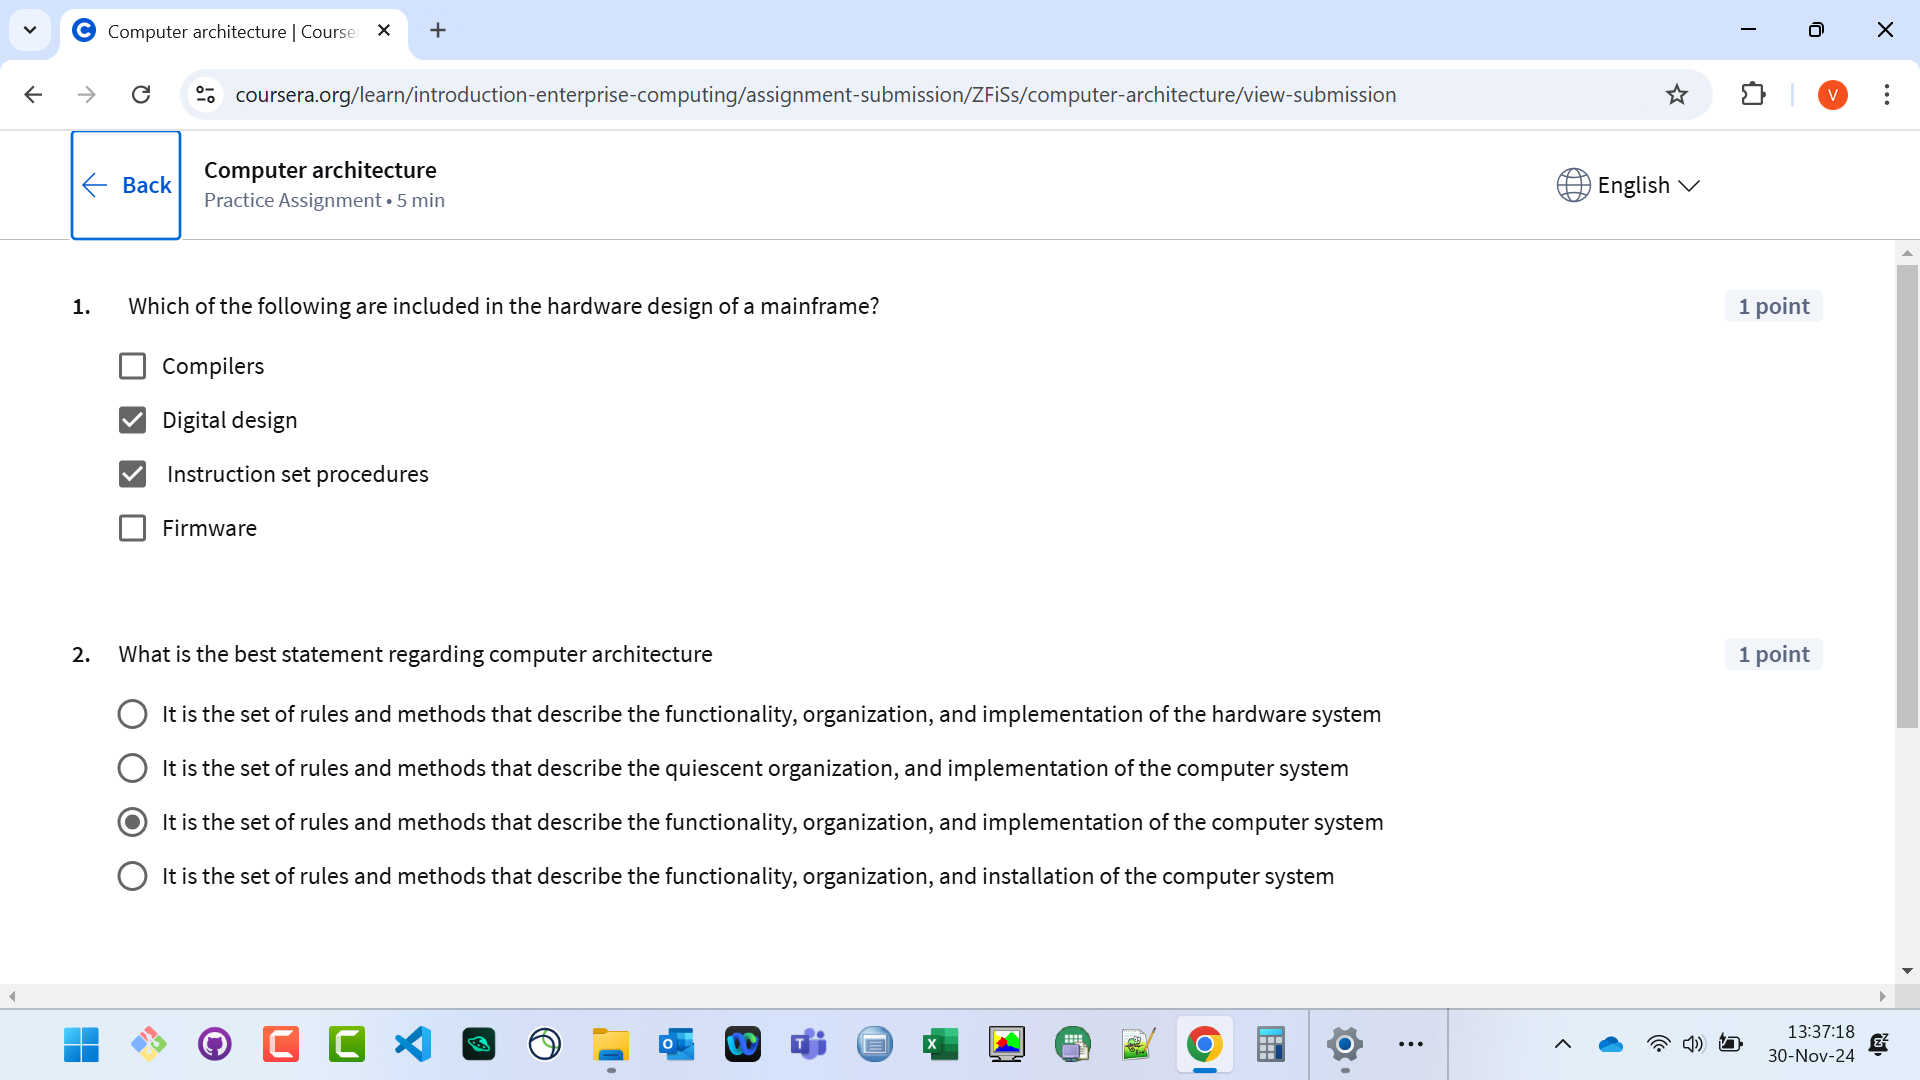 Computer architecture | Course
coursera.org/learn/introduction-enterprise-computing/assignment-submission/ZFiSs/computer-architecture/view-submission
V
Back
Computer architecture
Practice Assignment • 5 min
English
1. Which of the following are included in the hardware design of a mainframe?
1 point
Compilers
Digital design
Instruction set procedures
Firmware
2. What is the best statement regarding computer architecture
1 point
It is the set of rules and methods that describe the functionality, organization, and implementation of the hardware system
It is the set of rules and methods that describe the quiescent organization, and implementation of the computer system
It is the set of rules and methods that describe the functionality, organization, and implementation of the computer system
It is the set of rules and methods that describe the functionality, organization, and installation of the computer system
13:37:18
30-Nov-24